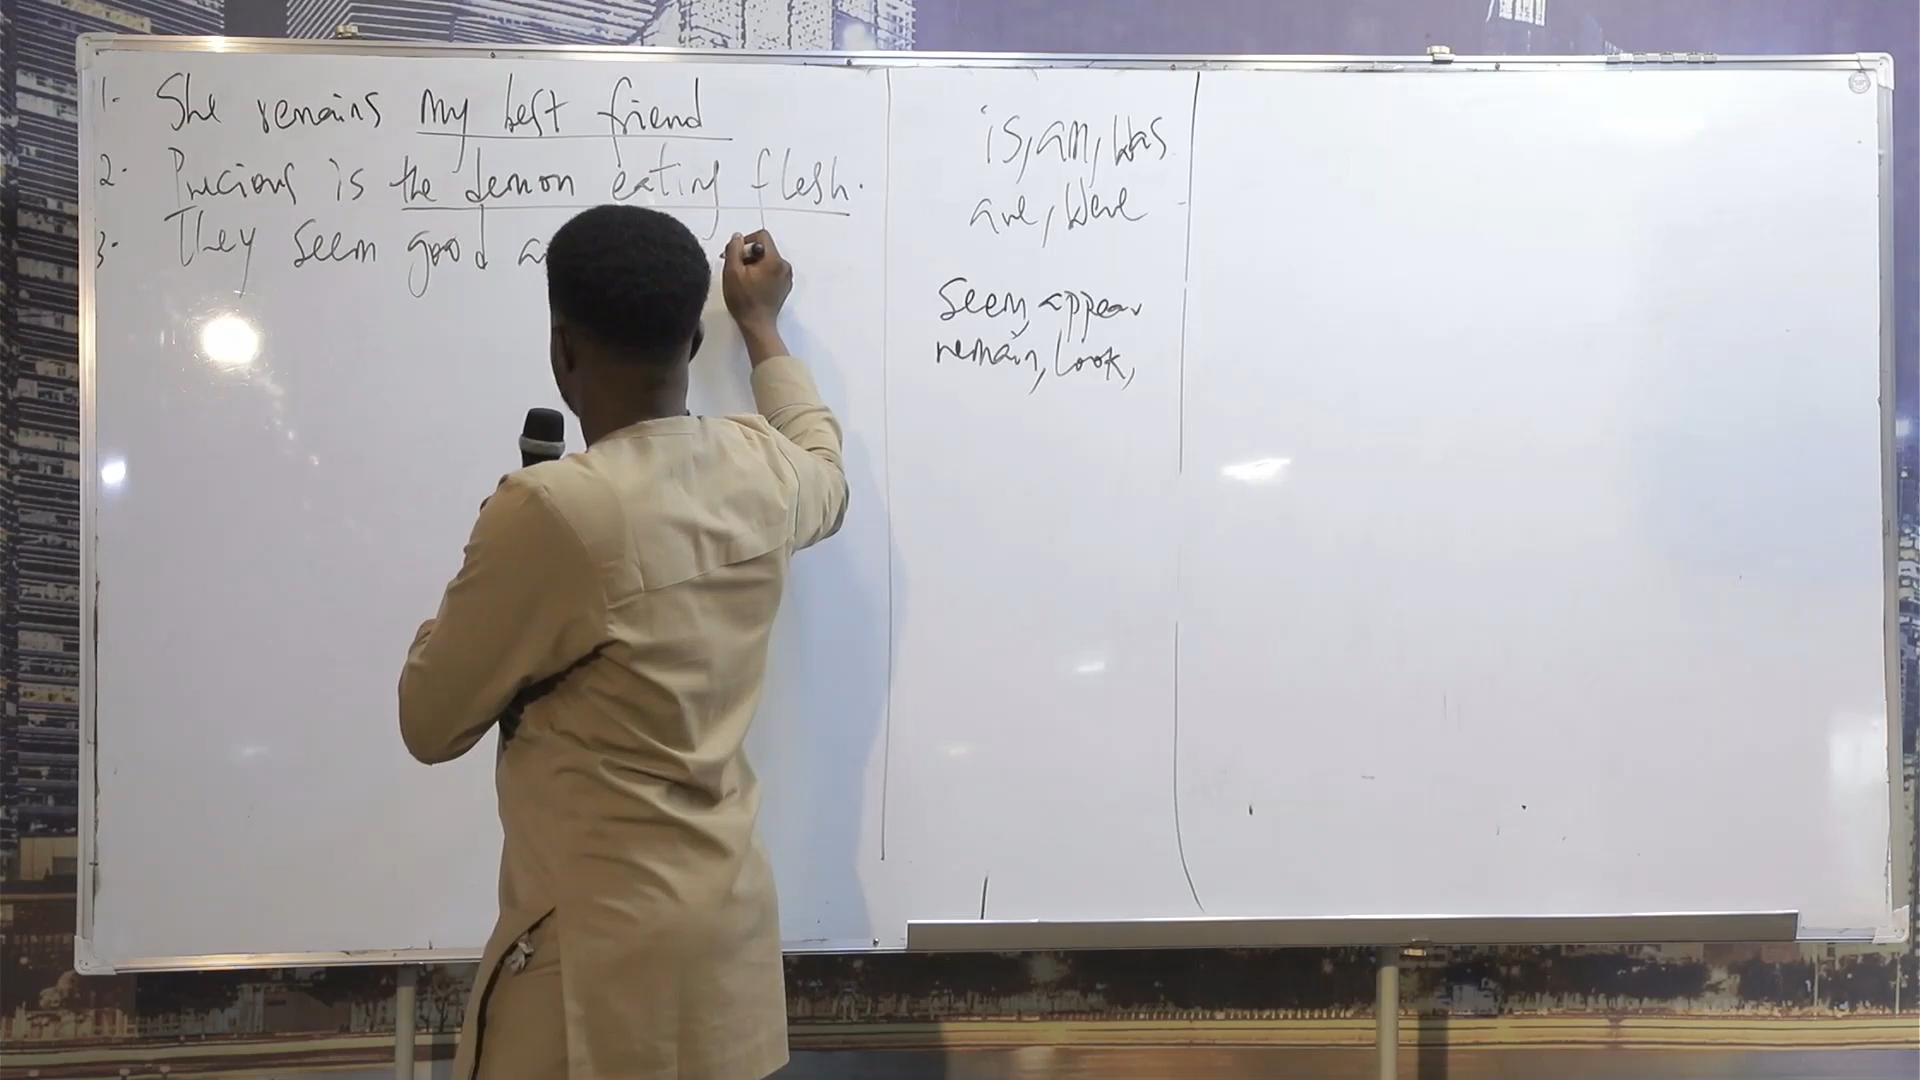 1. She remains my best friend
2. Precious is the demon eating flesh.
3. They seem good
is, am, was
are, were
seem, appear
remain, look,